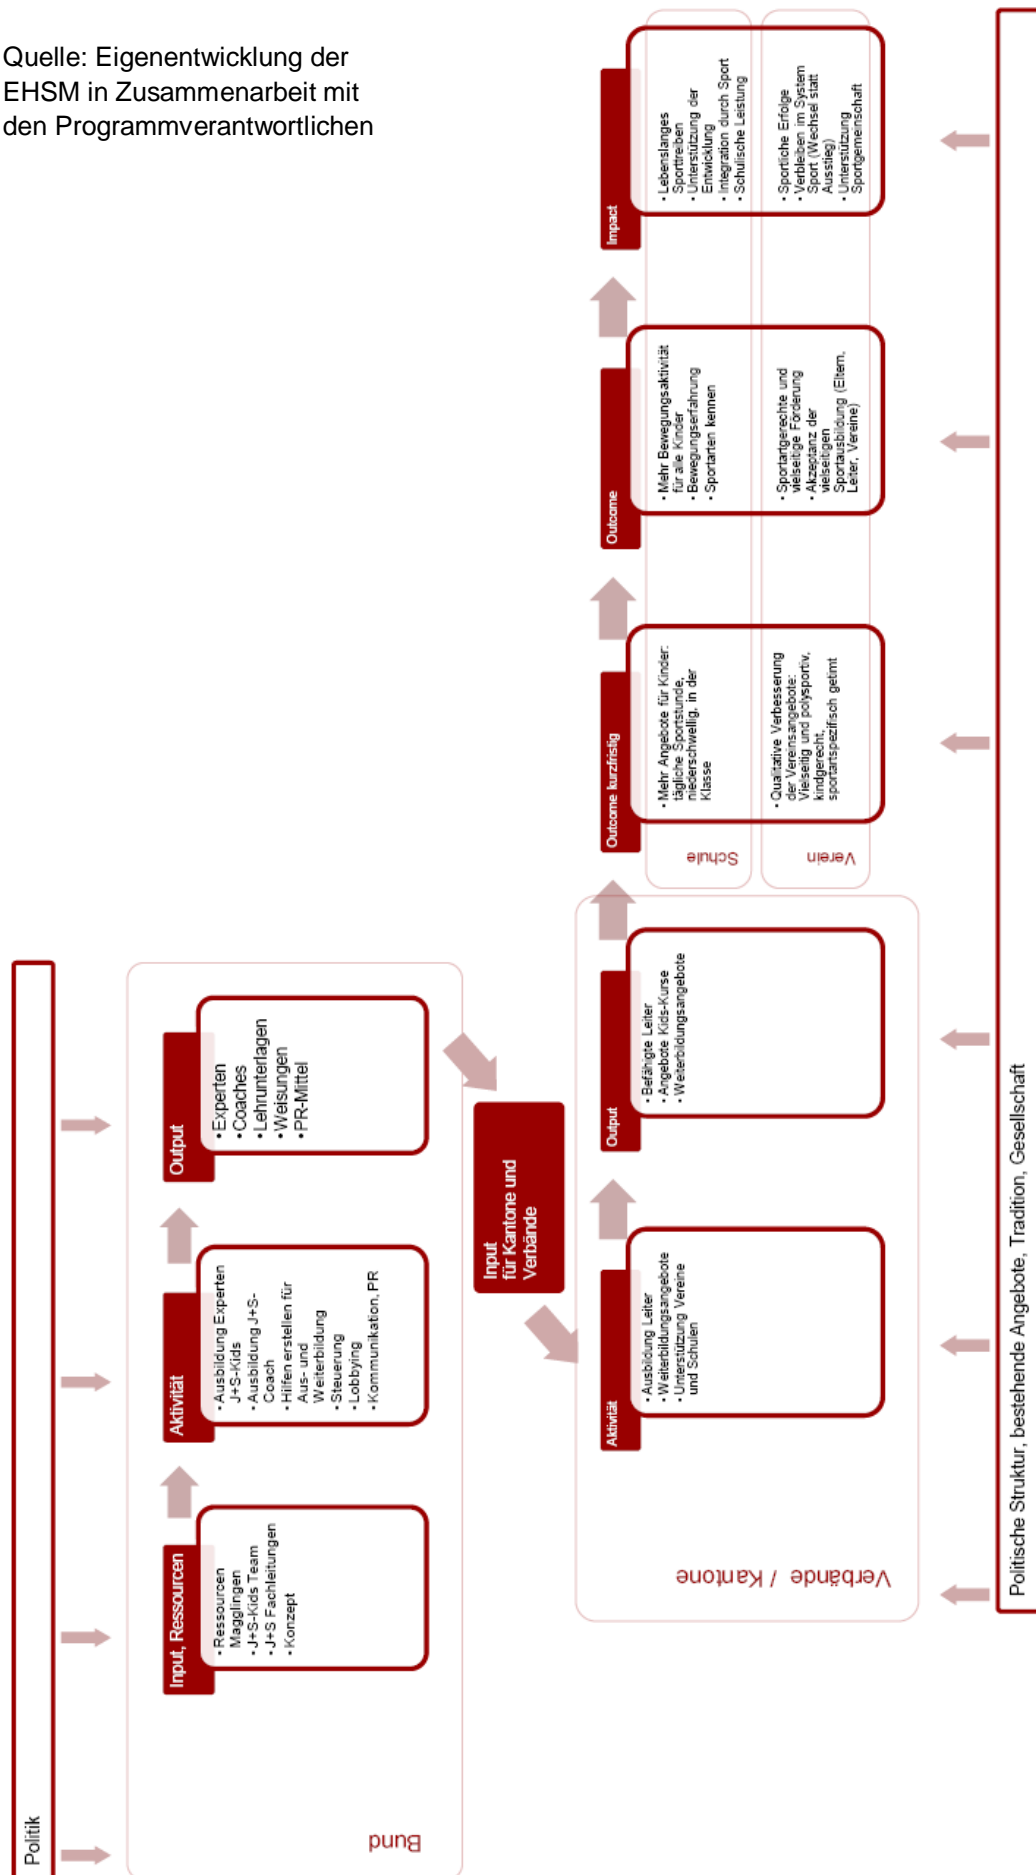 Quelle: Eigenentwicklung der
EHSM in Zusammenarbeit mit
den Programmverantwortlichen
Politik
Bund
Input, Ressourcen
• Ressourcen
Magglingen
• J+S-Kids Team
• J+S Fachleitungen
• Konzept
Aktivität
• Ausbildung Experten
J+S-Kids
• Ausbildung J+S-
Coach
• Hilfen erstellen für
Aus- und
Weiterbildung
• Steuerung
• Lobbying
• Kommunikation, PR
Output
• Experten
• Coaches
• Lehrunterlagen
• Weisungen
• PR-Mittel
Input
für Kantone und
Verbände
Verbände / Kantone
Aktivität
• Ausbildung Leiter
• Weiterbildungsangebote
• Unterstützung Vereine
und Schulen
Output
• Befähigte Leiter
• Angebote Kids-Kurse
• Weiterbildungsangebote
Schule
Verein
Outcome kurzfristig
• Mehr Angebote für Kinder:
tägliche Sportstunde,
niederschwellig, in der
Klasse
• Qualitative Verbesserung
der Vereinsangebote:
Vielseitig und polysportiv,
kindgerecht,
sportartspezifisch getimt
Outcome
• Mehr Bewegungsaktivität
für alle Kinder
• Bewegungserfahrung
• Sportarten kennen
• Sportartgerechte und
vielseitige Förderung
• Akzeptanz der
vielseitigen
Sportausbildung (Eltern,
Leiter, Vereine)
Impact
• Lebenslanges
Sporttreiben
• Unterstützung der
Entwicklung
• Integration durch Sport
• Schulische Leistung
• Sportliche Erfolge
• Verbleiben im System
Sport (Wechsel statt
Ausstieg)
• Unterstützung
Sportgemeinschaft
Politische Struktur, bestehende Angebote, Tradition, Gesellschaft